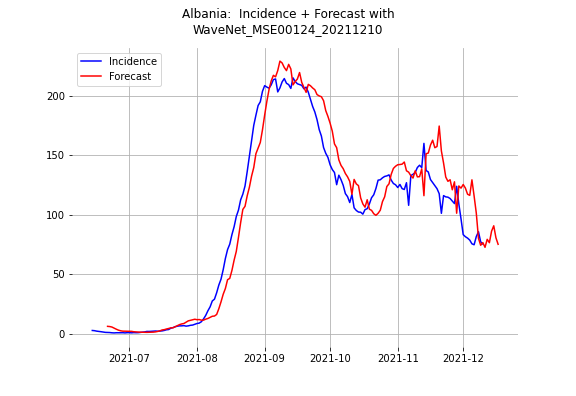 Albania:  Incidence + Forecast with
WaveNet_MSE00124_20211210
Incidence
Forecast
200
150
100
50
0
2021-07 2021-08 2021-09 2021-10 2021-11 2021-12